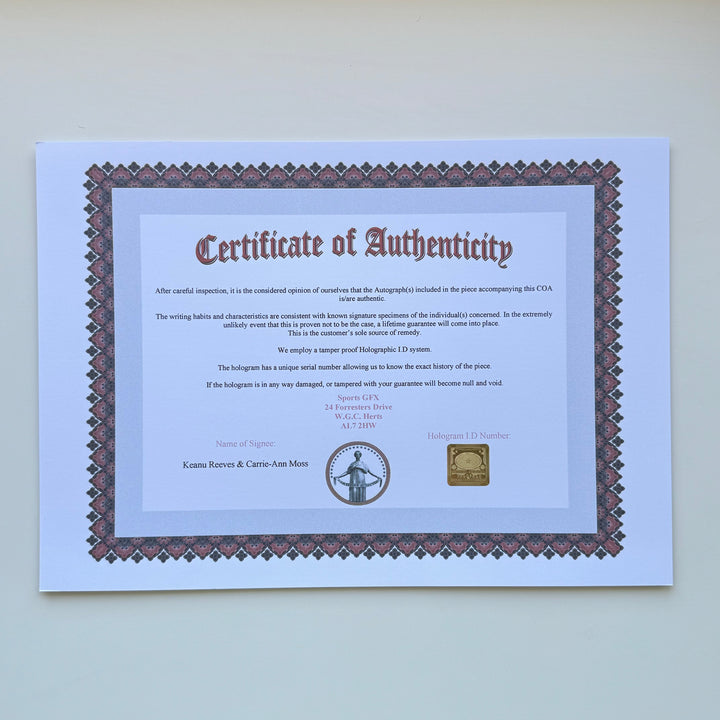 Certificate of Authenticity
After careful inspection, it is the considered opinion of ourselves that the Autograph(s) included in the piece accompanying this COA
is/are authentic.
The writing habits and characteristics are consistent with known signature specimens of the individual(s) concerned. In the extremely
unlikely event that this is proven not to be the case, a lifetime guarantee will come into place.
This is the customer’s sole source of remedy.
We employ a tamper proof Holographic I.D system.
The hologram has a unique serial number allowing us to know the exact history of the piece.
If the hologram is in any way damaged, or tampered with your guarantee will become null and void.
Sports GFX
24 Forresters Drive
W.G.C. Herts
AL7 2HW
Name of Signee:
Hologram I.D Number:
Keanu Reeves & Carrie-Ann Moss